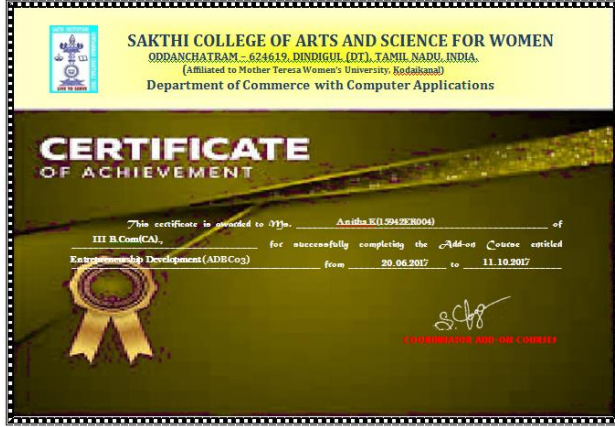 SAKTHI COLLEGE OF ARTS AND SCIENCE FOR WOMEN
ODDANCHATRAM – 624619, DINDIGUL (DT), TAMIL NADU, INDIA.
(Affiliated to Mother Teresa Women's University, Kodaikanal)
Department of Commerce with Computer Applications
LIVE TO SERVE
CERTIFICATE
OF ACHIEVEMENT
This certificate is awarded to Ms. Anitha.K(15942ER004) of
III B.Com(CA)., for successfully completing the Add-on Course entitled
Entrepreneurship Development (ADBC03) from 20.06.2017 to 11.10.2017
COORDINATOR ADD-ON COURSES